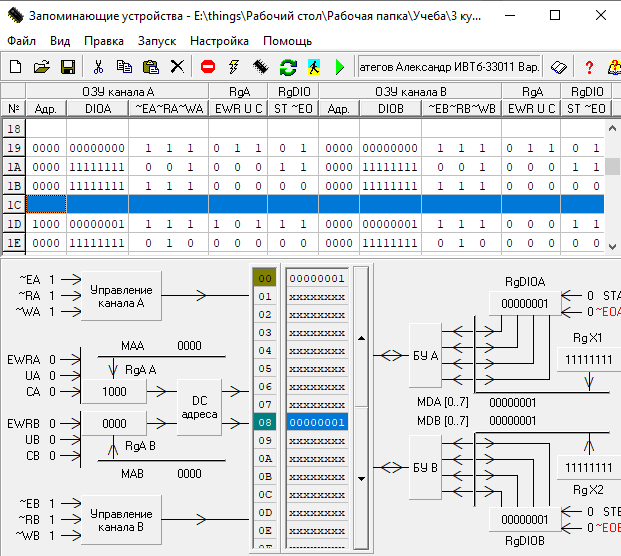 Запоминающие устройства - E:\things\Рабочий стол\Рабочая папка\Учеба\3 ку...
Файл Вид Правка Запуск Настройка Помощь
атегов Александр ИВТб-33011 Вар.
ОЗУ канала A RgA RgDIO ОЗУ канала B RgA RgDIO
№ Адр. DIOA ~EA~RA~WA EWR U C ST ~EO Адр. DIOB ~EB~RB~WB EWR U C ST ~EO
18
19 0000 00000000 1 1 1 0 1 1 0 1 0000 00000000 1 1 1 0 1 1 0 1
1A 0000 11111111 0 0 1 0 0 0 1 1 0000 11111111 0 0 1 0 0 0 1 1
1B 0000 11111111 1 1 1 0 0 0 0 0 0000 11111111 1 1 1 0 0 0 0 0
1C
1D 1000 00000001 1 1 1 1 0 1 1 1 0000 00000001 1 1 1 1 0 1 1 1
1E 0000 11111111 0 1 0 0 0 0 0 0 0000 11111111 0 1 0 0 0 0 0 0
~EA 1
~RA 1
~WA 1
Управление
канала A
EWRA 0
UA 0
CA 0
MAA 0000
RgA A
1000
DC
адреса
EWRB 0
UB 0
CB 0
0000
RgA B
MAB 0000
~EB 1
~RB 1
~WB 1
Управление
канала B
00 00000001
01 xxxxxxxx
02 xxxxxxxx
03 xxxxxxxx
04 xxxxxxxx
05 xxxxxxxx
06 xxxxxxxx
07 xxxxxxxx
08 00000001
09 xxxxxxxx
0A xxxxxxxx
0B xxxxxxxx
0C xxxxxxxx
0D xxxxxxxx
0E xxxxxxxx
RgDIOA
00000001
0 STA
0 ~EOA
БУ A
Rg X1
11111111
MDA [0..7] 00000001
MDB [0..7] 00000001
БУ B
11111111
Rg X2
00000001
0 STB
0 ~EOB
RgDIOB